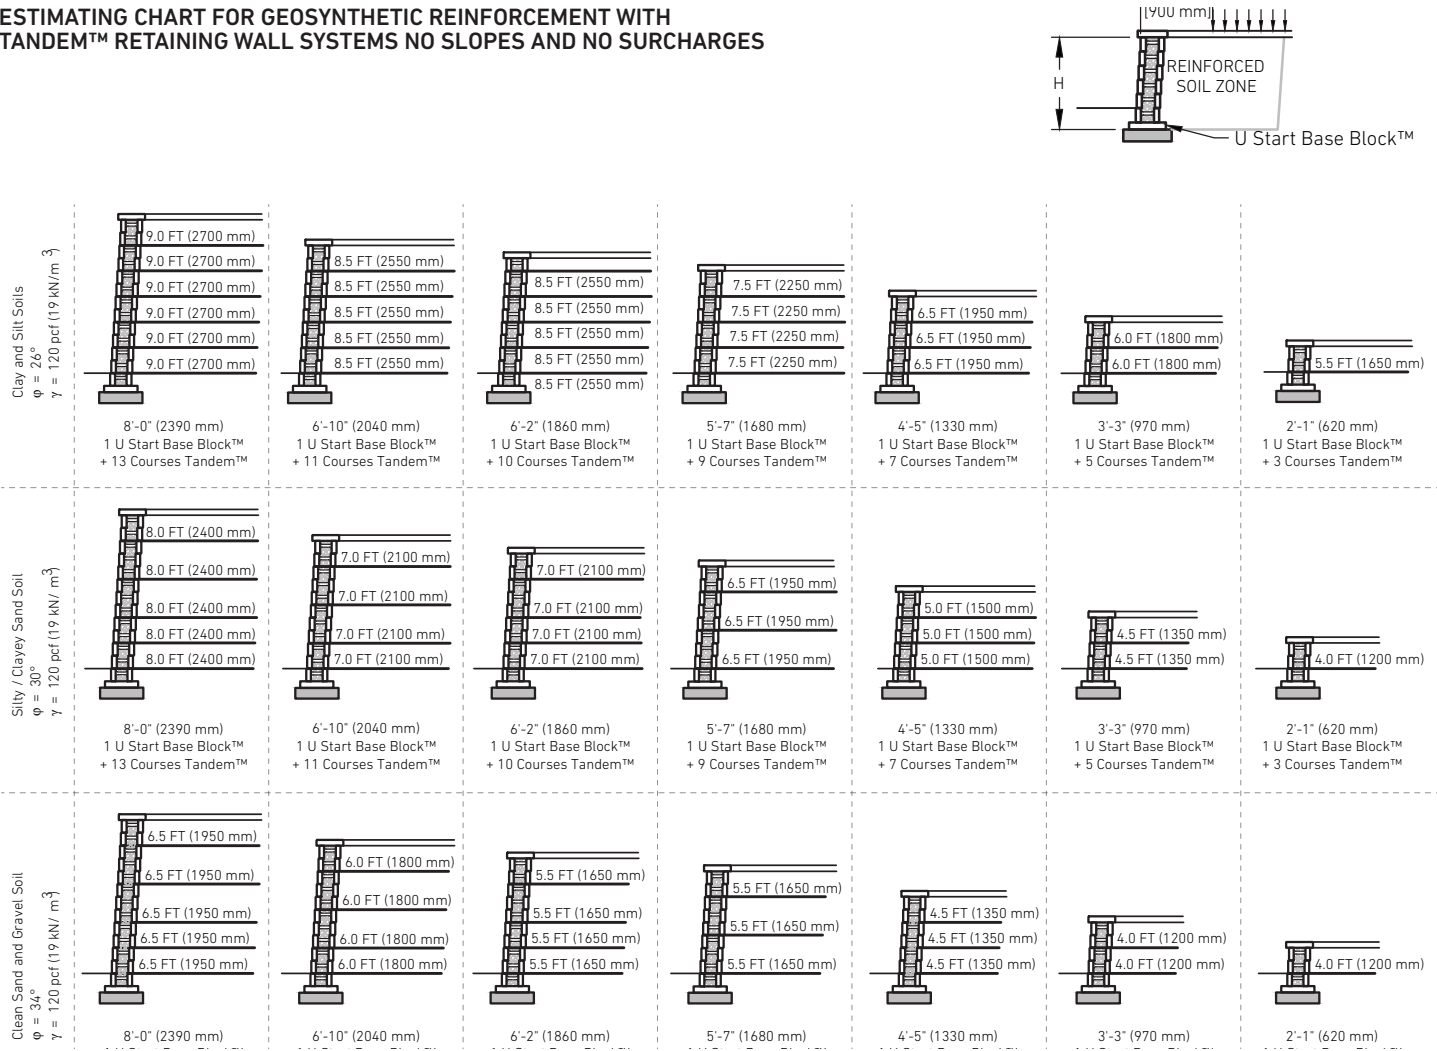 ESTIMATING CHART FOR GEOSYNTHETIC REINFORCEMENT WITH
TANDEM™ RETAINING WALL SYSTEMS NO SLOPES AND NO SURCHARGES
[900 mm]
H
REINFORCED
SOIL ZONE
U Start Base Block™
Clay and Silt Soils
φ = 26°
γ = 120 pcf (19 kN/m³)
9.0 FT (2700 mm)
9.0 FT (2700 mm)
9.0 FT (2700 mm)
9.0 FT (2700 mm)
9.0 FT (2700 mm)
9.0 FT (2700 mm)
8'-0" (2390 mm)
1 U Start Base Block™
+ 13 Courses Tandem™
8.5 FT (2550 mm)
8.5 FT (2550 mm)
8.5 FT (2550 mm)
8.5 FT (2550 mm)
8.5 FT (2550 mm)
6'-10" (2040 mm)
1 U Start Base Block™
+ 11 Courses Tandem™
8.5 FT (2550 mm)
8.5 FT (2550 mm)
8.5 FT (2550 mm)
8.5 FT (2550 mm)
8.5 FT (2550 mm)
6'-2" (1860 mm)
1 U Start Base Block™
+ 10 Courses Tandem™
7.5 FT (2250 mm)
7.5 FT (2250 mm)
7.5 FT (2250 mm)
7.5 FT (2250 mm)
5'-7" (1680 mm)
1 U Start Base Block™
+ 9 Courses Tandem™
6.5 FT (1950 mm)
6.5 FT (1950 mm)
6.5 FT (1950 mm)
4'-5" (1330 mm)
1 U Start Base Block™
+ 7 Courses Tandem™
6.0 FT (1800 mm)
6.0 FT (1800 mm)
3'-3" (970 mm)
1 U Start Base Block™
+ 5 Courses Tandem™
5.5 FT (1650 mm)
2'-1" (620 mm)
1 U Start Base Block™
+ 3 Courses Tandem™
Silty / Clayey Sand Soil
φ = 30°
γ = 120 pcf (19 kN/ m³)
8.0 FT (2400 mm)
8.0 FT (2400 mm)
8.0 FT (2400 mm)
8.0 FT (2400 mm)
8.0 FT (2400 mm)
8'-0" (2390 mm)
1 U Start Base Block™
+ 13 Courses Tandem™
7.0 FT (2100 mm)
7.0 FT (2100 mm)
7.0 FT (2100 mm)
7.0 FT (2100 mm)
6'-10" (2040 mm)
1 U Start Base Block™
+ 11 Courses Tandem™
7.0 FT (2100 mm)
7.0 FT (2100 mm)
7.0 FT (2100 mm)
7.0 FT (2100 mm)
6'-2" (1860 mm)
1 U Start Base Block™
+ 10 Courses Tandem™
6.5 FT (1950 mm)
6.5 FT (1950 mm)
6.5 FT (1950 mm)
5'-7" (1680 mm)
1 U Start Base Block™
+ 9 Courses Tandem™
5.0 FT (1500 mm)
5.0 FT (1500 mm)
5.0 FT (1500 mm)
4'-5" (1330 mm)
1 U Start Base Block™
+ 7 Courses Tandem™
4.5 FT (1350 mm)
4.5 FT (1350 mm)
3'-3" (970 mm)
1 U Start Base Block™
+ 5 Courses Tandem™
4.0 FT (1200 mm)
2'-1" (620 mm)
1 U Start Base Block™
+ 3 Courses Tandem™
Clean Sand and Gravel Soil
φ = 34°
γ = 120 pcf (19 kN/ m³)
6.5 FT (1950 mm)
6.5 FT (1950 mm)
6.5 FT (1950 mm)
6.5 FT (1950 mm)
6.5 FT (1950 mm)
8'-0" (2390 mm)
6.0 FT (1800 mm)
6.0 FT (1800 mm)
6.0 FT (1800 mm)
6.0 FT (1800 mm)
6'-10" (2040 mm)
5.5 FT (1650 mm)
5.5 FT (1650 mm)
5.5 FT (1650 mm)
5.5 FT (1650 mm)
6'-2" (1860 mm)
5.5 FT (1650 mm)
5.5 FT (1650 mm)
5.5 FT (1650 mm)
5'-7" (1680 mm)
4.5 FT (1350 mm)
4.5 FT (1350 mm)
4.5 FT (1350 mm)
4'-5" (1330 mm)
4.0 FT (1200 mm)
4.0 FT (1200 mm)
3'-3" (970 mm)
4.0 FT (1200 mm)
2'-1" (620 mm)